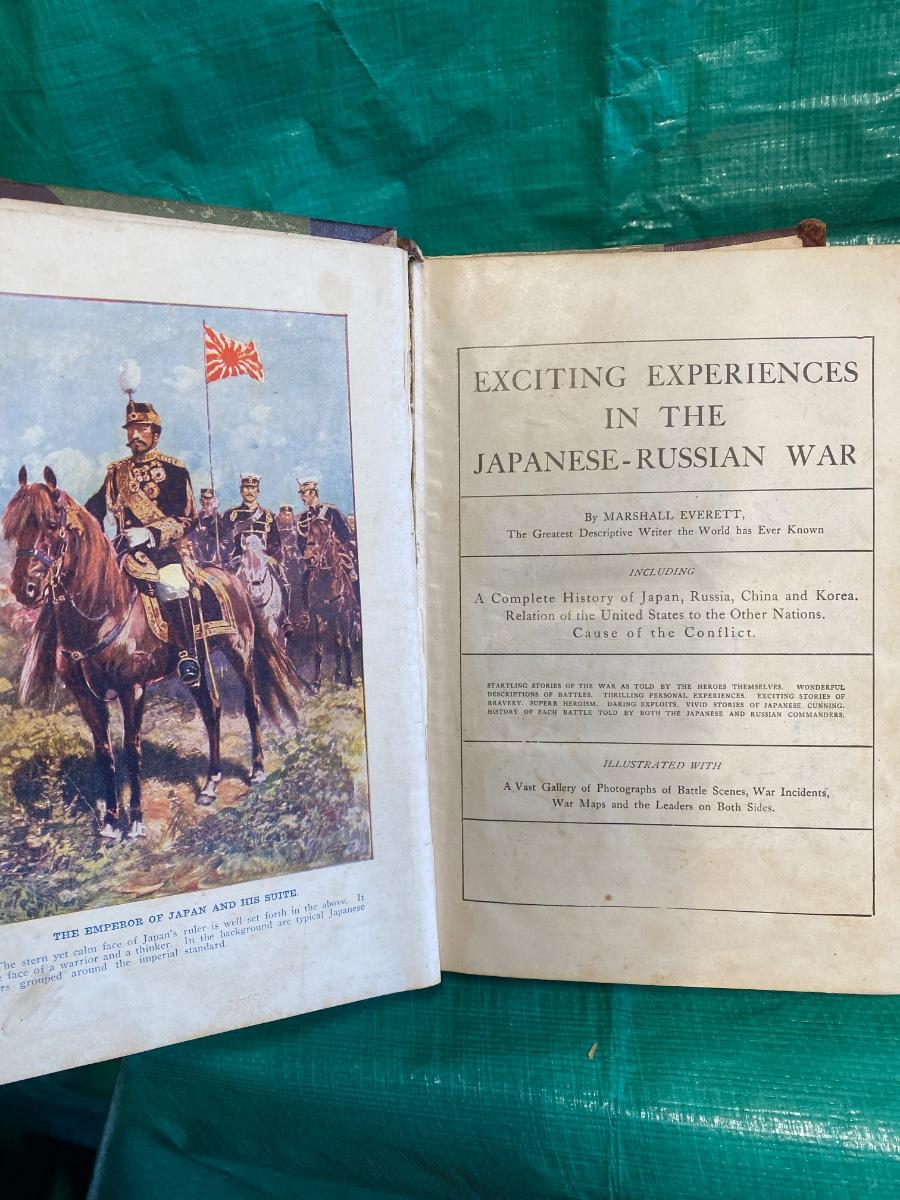 THE EMPEROR OF JAPAN AND HIS SUITE.
The stern yet calm face of Japan's ruler is well set forth in the above. It
face of a warrior and a thinker. In the background are typical Japanese
grouped around the imperial standard.
EXCITING EXPERIENCES
IN THE
JAPANESE-RUSSIAN WAR
By MARSHALL EVERETT,
The Greatest Descriptive Writer the World has Ever Known
INCLUDING
A Complete History of Japan, Russia, China and Korea.
Relation of the United States to the Other Nations.
Cause of the Conflict.
STARTLING STORIES OF THE WAR AS TOLD BY THE HEROES THEMSELVES. WONDERFUL
DESCRIPTIONS OF BATTLES. THRILLING PERSONAL EXPERIENCES. EXCITING STORIES OF
BRAVERY. SUPERB HEROISM. DARING EXPLOITS. VIVID STORIES OF JAPANESE CUNNING.
HISTORY OF EACH BATTLE TOLD BY BOTH THE JAPANESE AND RUSSIAN COMMANDERS.
ILLUSTRATED WITH
A Vast Gallery of Photographs of Battle Scenes, War Incidents,
War Maps and the Leaders on Both Sides.